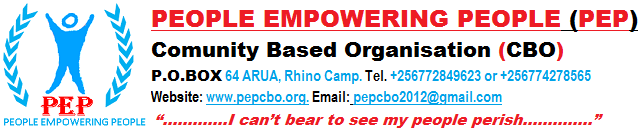 PEP
PEOPLE EMPOWERING PEOPLE
PEOPLE EMPOWERING PEOPLE (PEP)
Comunity Based Organisation (CBO)
P.O.BOX 64 ARUA, Rhino Camp. Tel. +256772849623 or +256774278565
Website: www.pepcbo.org. Email: pepcbo2012@gmail.com
“.............I can’t bear to see my people perish..............”